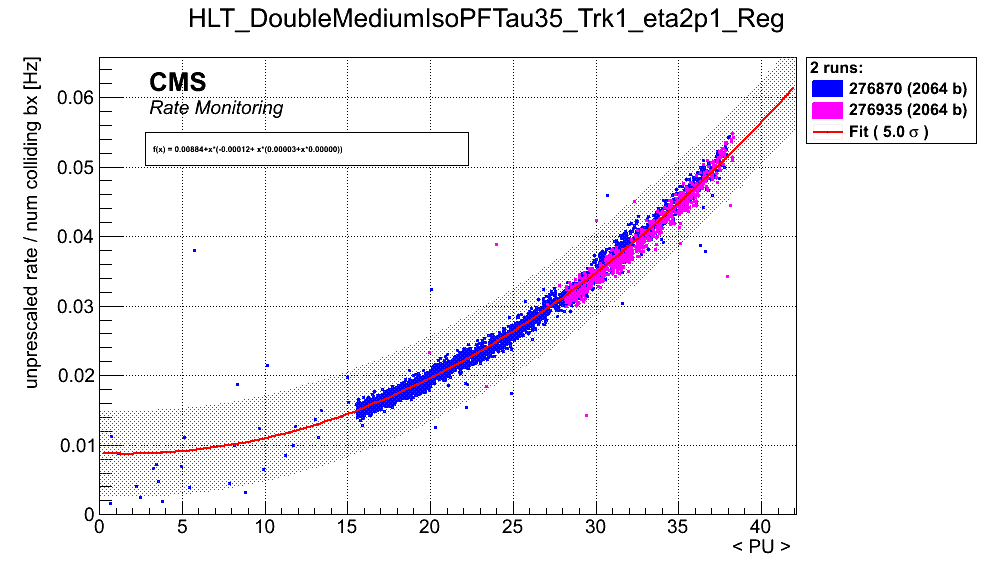 HLT_DoubleMediumIsoPFTau35_Trk1_eta2p1_Reg
unprescaled rate / num colliding bx [Hz]
CMS
Rate Monitoring
f(x) = 0.00884+x*(-0.00012+ x*(0.00003+x*0.00000))
2 runs:
276870 (2064 b)
276935 (2064 b)
Fit ( 5.0 σ )
0.06
0.05
0.04
0.03
0.02
0.01
0
0 5 10 15 20 25 30 35 40
< PU >